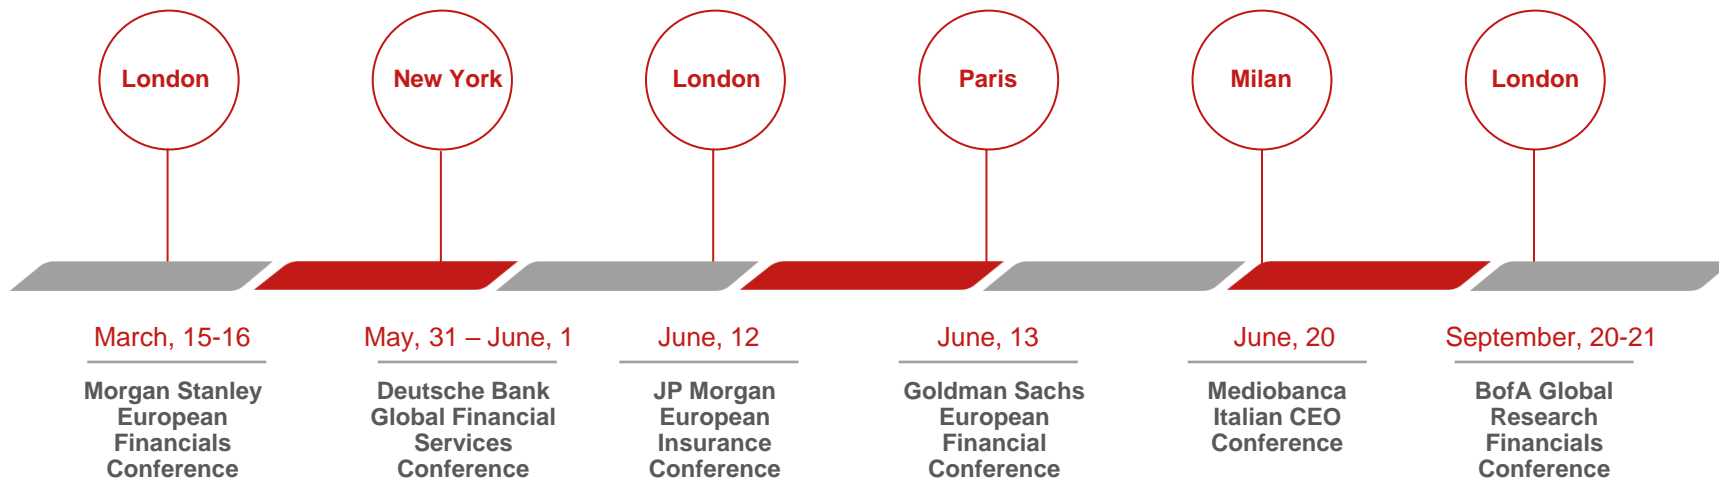 London
New York
London
Paris
Milan
London
March, 15-16
May, 31 – June, 1
June, 12
June, 13
June, 20
September, 20-21
Morgan Stanley
European
Financials
Conference
Deutsche Bank
Global Financial
Services
Conference
JP Morgan
European
Insurance
Conference
Goldman Sachs
European
Financial
Conference
Mediobanca
Italian CEO
Conference
BofA Global
Research
Financials
Conference